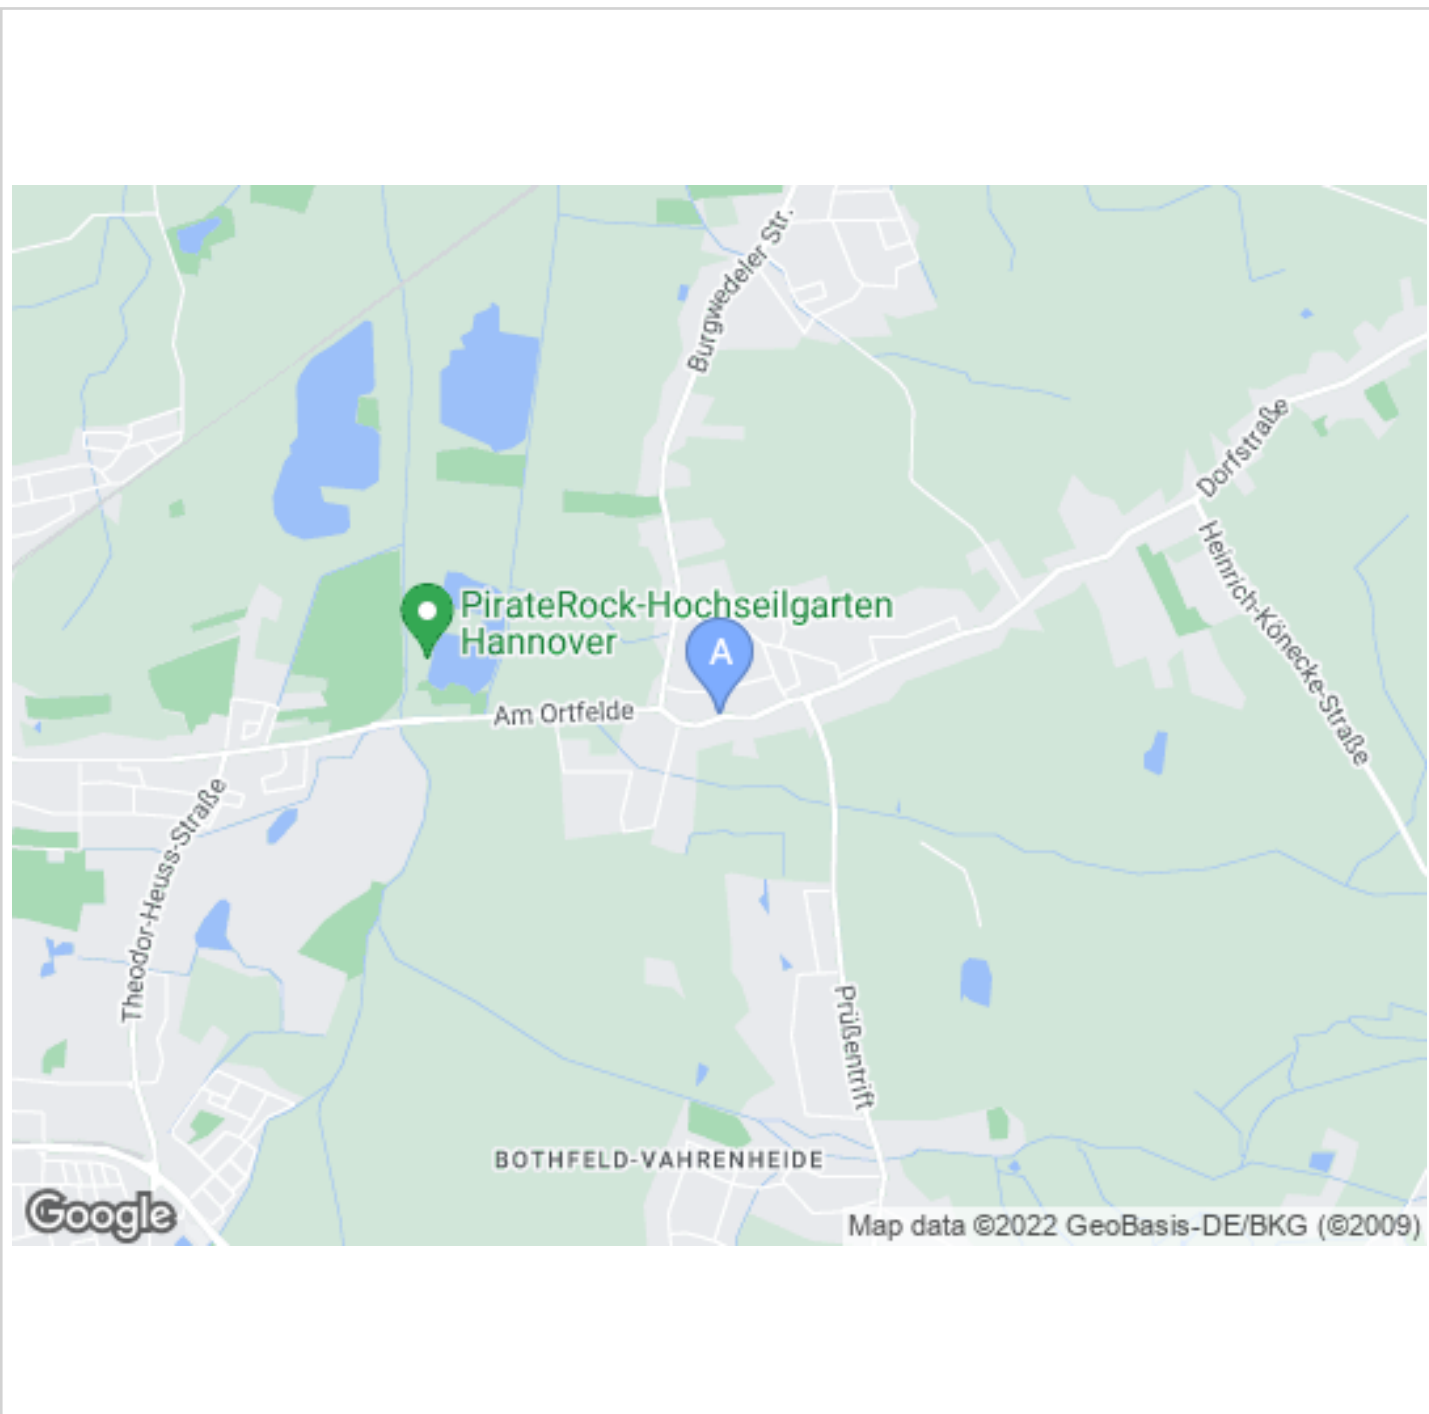 Burgwedeler Str.
Dorfstraße
Heinrich-Könecke-Straße
PirateRock-Hochseilgarten
Hannover
A
Am Ortfelde
Theodor-Heuss-Straße
Prüßentrift
BOTHFELD-VAHRENHEIDE
Google
Map data ©2022 GeoBasis-DE/BKG (©2009)